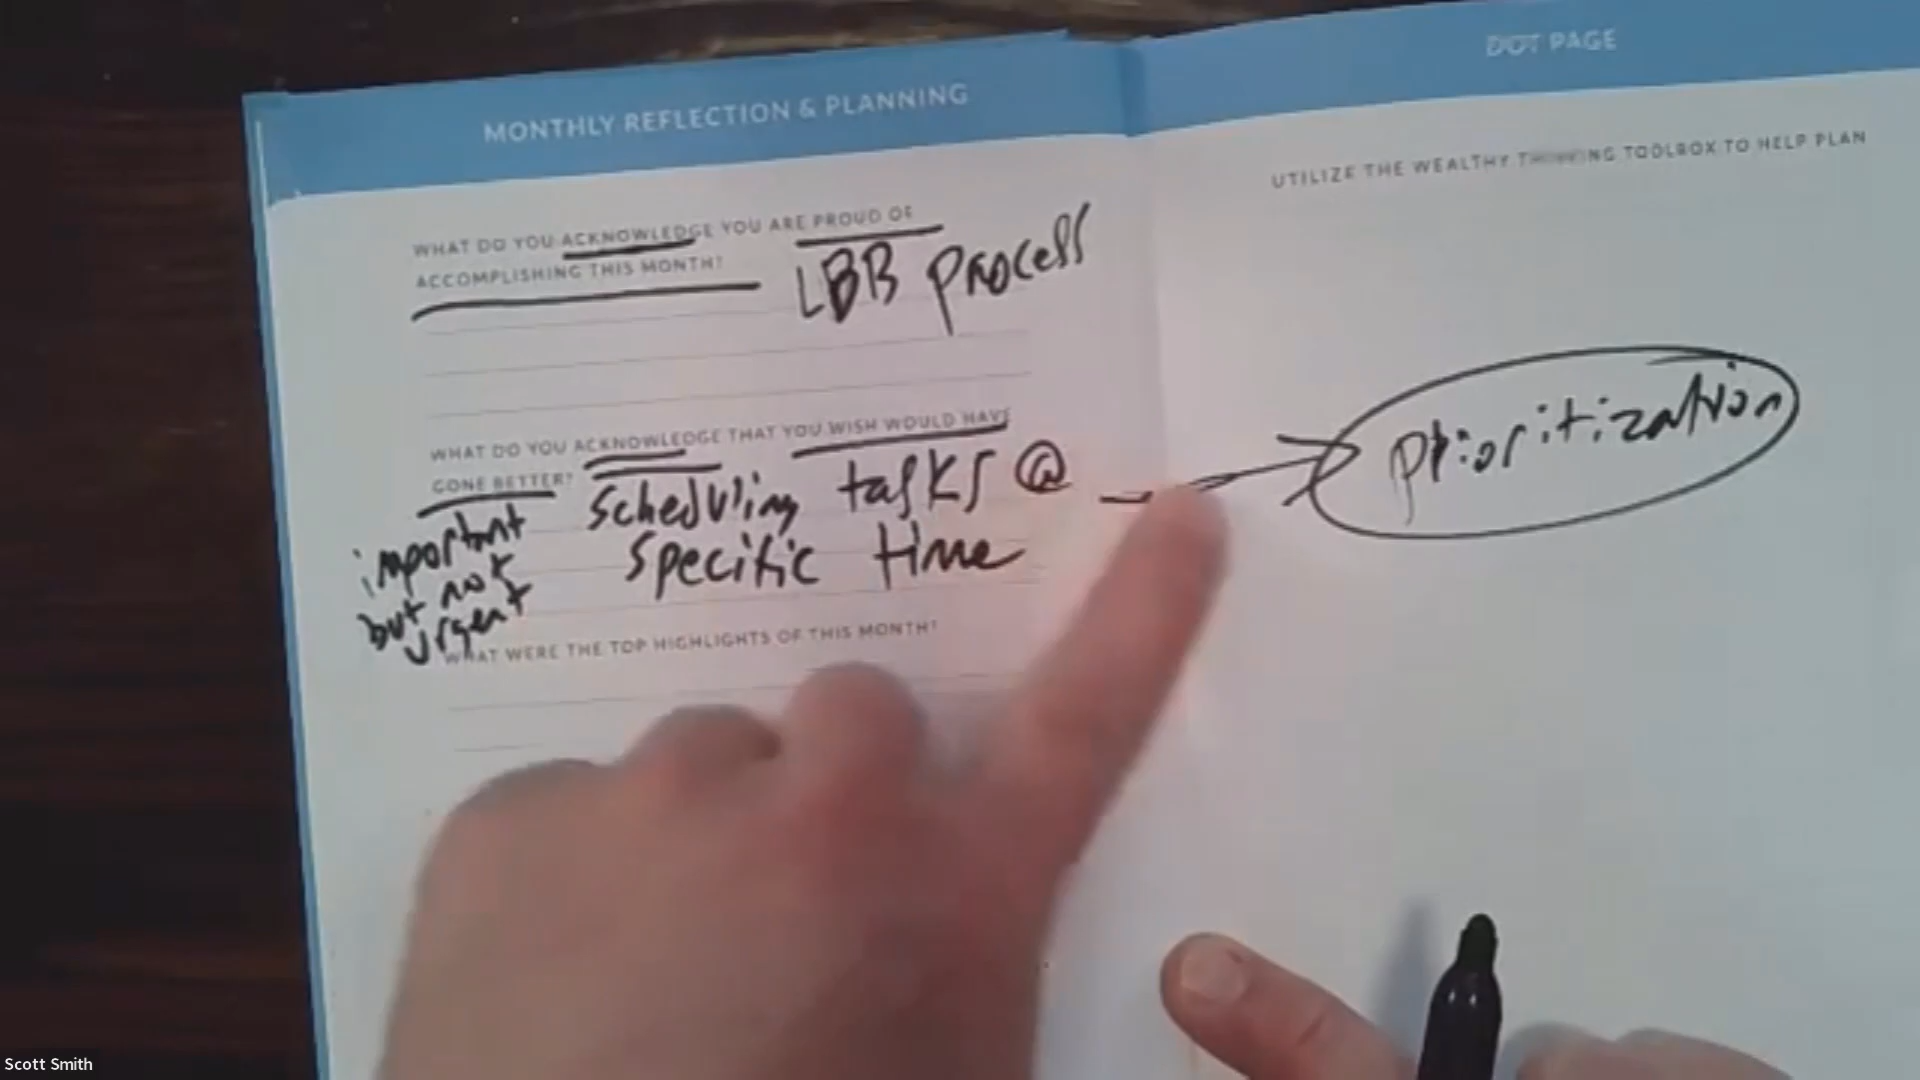 MONTHLY REFLECTION & PLANNING
WHAT DO YOU ACKNOWLEDGE YOU ARE PROUD OF
ACCOMPLISHING THIS MONTH?
LBB process
WHAT DO YOU ACKNOWLEDGE THAT YOU WISH WOULD HAVE
GONE BETTER?
scheduling tasks @
specific time
important
but not
urgent
WHAT WERE THE TOP HIGHLIGHTS OF THIS MONTH?
DOT PAGE
UTILIZE THE WEALTHY THINKING TOOLBOX TO HELP PLAN
prioritization
Scott Smith